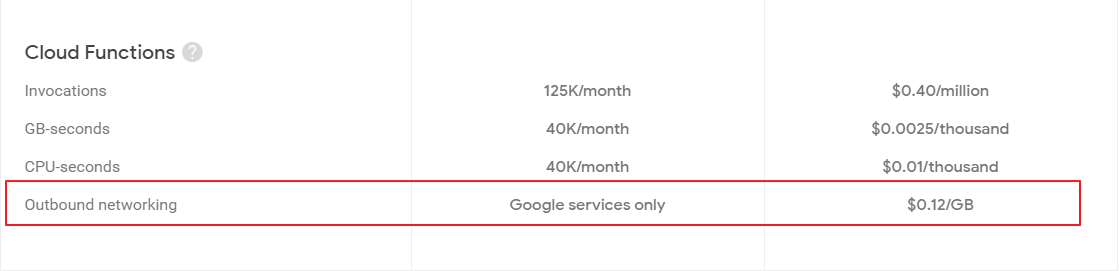 Cloud Functions ?
Invocations 125K/month $0.40/million
GB-seconds 40K/month $0.0025/thousand
CPU-seconds 40K/month $0.01/thousand
Outbound networking Google services only $0.12/GB